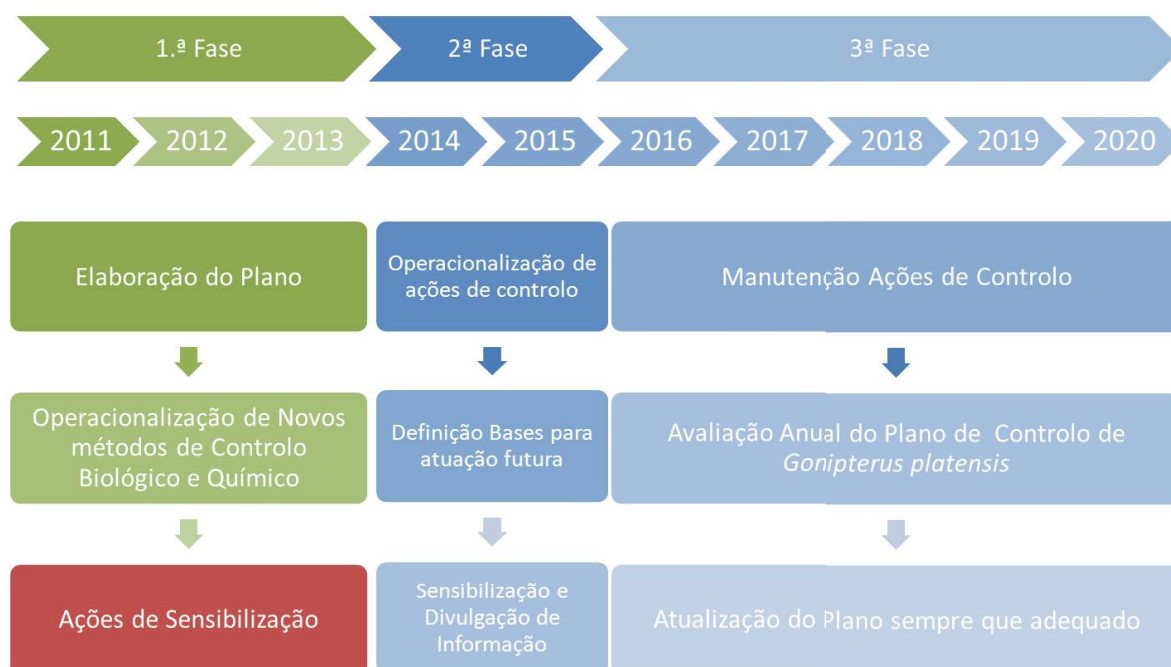 1.ª Fase
2ª Fase
3ª Fase
2011
2012
2013
2014
2015
2016
2017
2018
2019
2020
Elaboração do Plano
Operacionalização de
ações de controlo
Manutenção Ações de Controlo
Operacionalização de Novos
métodos de Controlo
Biológico e Químico
Definição Bases para
atuação futura
Avaliação Anual do Plano de Controlo de
Gonipterus platensis
Ações de Sensibilização
Sensibilização e
Divulgação de
Informação
Atualização do Plano sempre que adequado